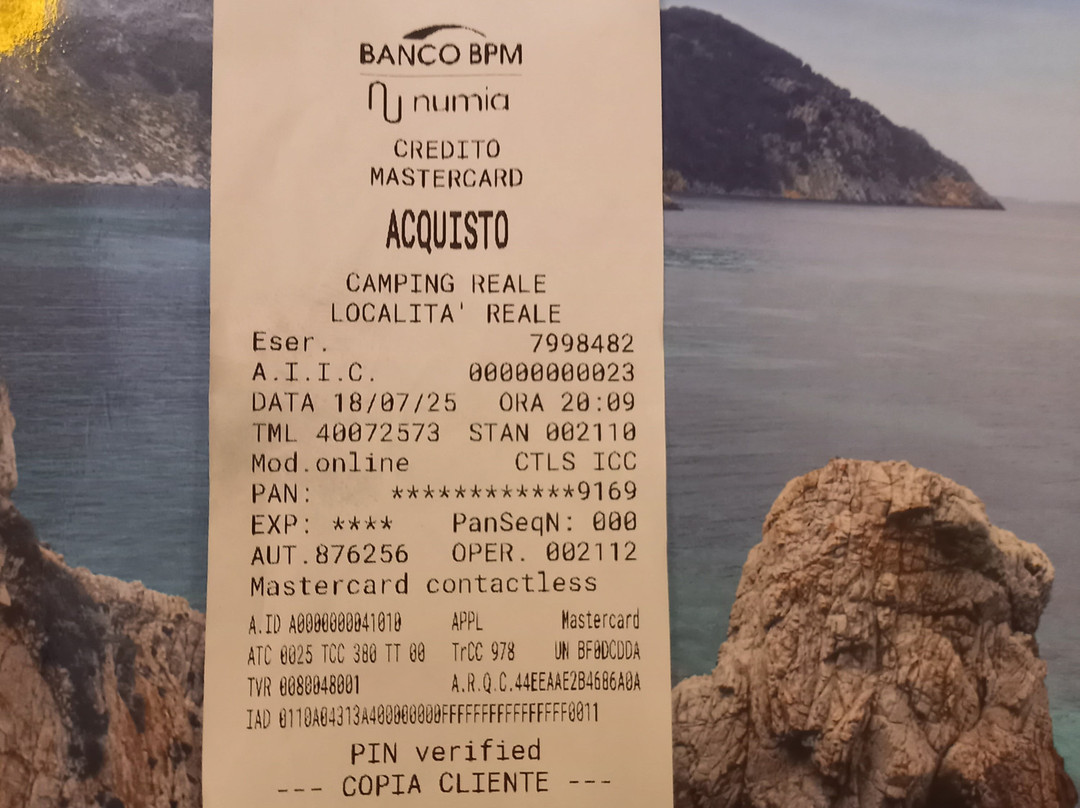 BANCO BPM
numia
CREDITO
MASTERCARD
ACQUISTO
CAMPING REALE
LOCALITA' REALE
Eser. 7998482
A.I.I.C. 00000000023
DATA 18/07/25 ORA 20:09
TML 40072573 STAN 002110
Mod.online CTLS ICC
PAN: ************9169
EXP: **** PanSeqN: 000
AUT.876256 OPER. 002112
Mastercard contactless
A.ID A0000000041010 APPL Mastercard
ATC 0025 TCC 380 TT 00 TrCC 978 UN BF0DCDDA
TVR 0080048001 A.R.Q.C.44EEAAE2B4686A0A
IAD 0110A04313A400000000FFFFFFFFFFFFFFFF0011
PIN verified
--- COPIA CLIENTE ---